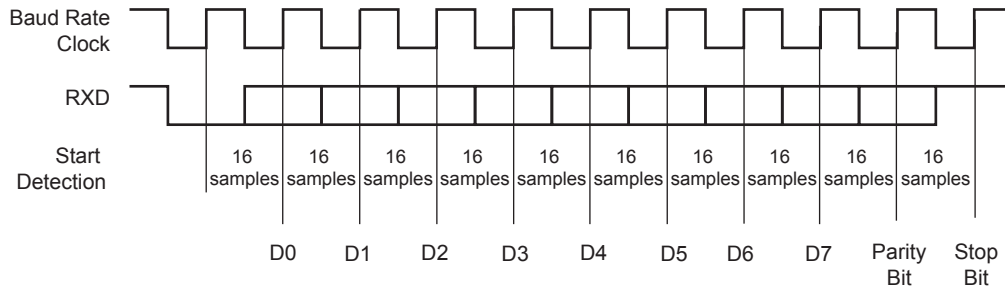 Baud Rate
Clock
RXD
Start
Detection
16 16 16 16 16 16 16 16 16 16
samples samples samples samples samples samples samples samples samples samples
D0 D1 D2 D3 D4 D5 D6 D7 Parity Stop
Bit Bit